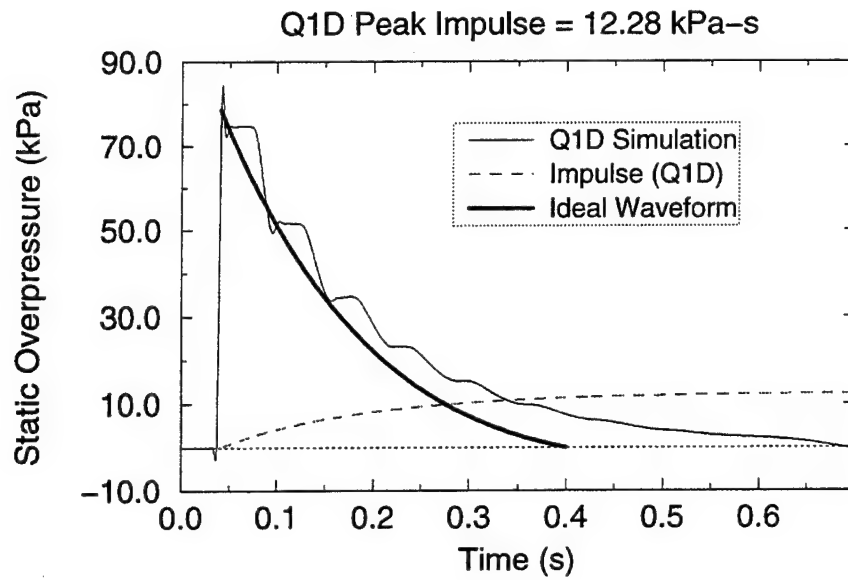 Q1D Peak Impulse = 12.28 kPa-s
Static Overpressure (kPa)
90.0
70.0
50.0
30.0
10.0
-10.0
Q1D Simulation
Impulse (Q1D)
Ideal Waveform
0.0
0.1
0.2
0.3
0.4
0.5
0.6
Time (s)